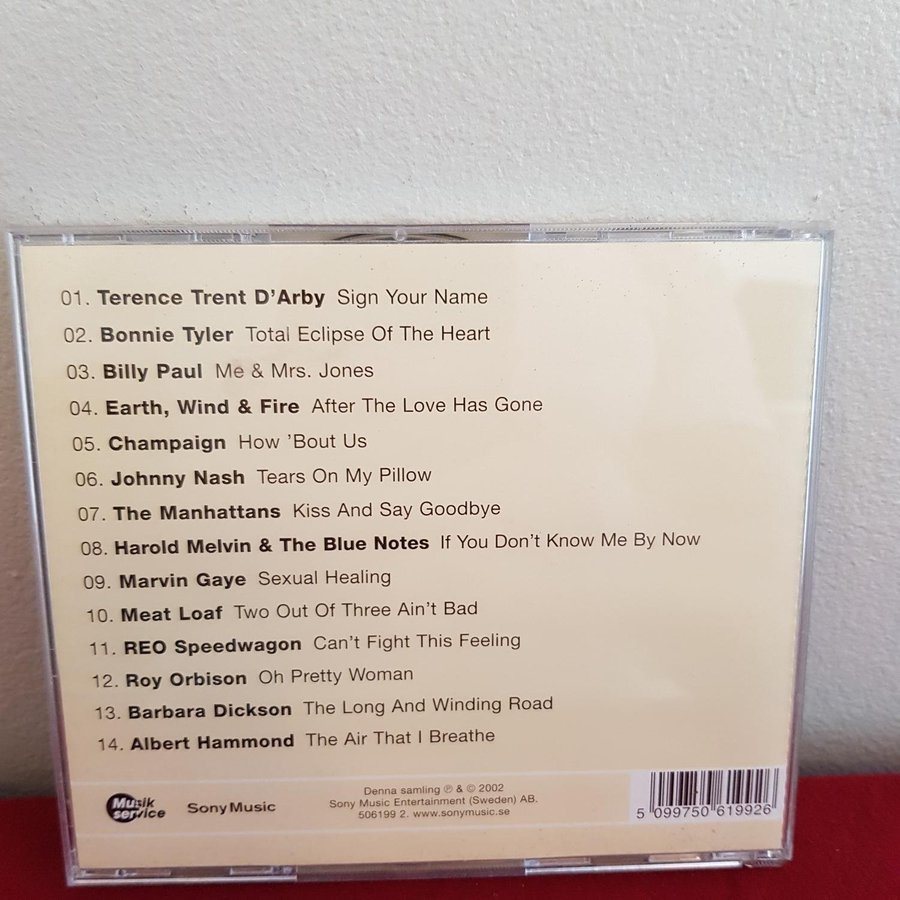 01. Terence Trent D'Arby Sign Your Name
02. Bonnie Tyler Total Eclipse Of The Heart
03. Billy Paul Me & Mrs. Jones
04. Earth, Wind & Fire After The Love Has Gone
05. Champaign How 'Bout Us
06. Johnny Nash Tears On My Pillow
07. The Manhattans Kiss And Say Goodbye
08. Harold Melvin & The Blue Notes If You Don't Know Me By Now
09. Marvin Gaye Sexual Healing
10. Meat Loaf Two Out Of Three Ain't Bad
11. REO Speedwagon Can't Fight This Feeling
12. Roy Orbison Oh Pretty Woman
13. Barbara Dickson The Long And Winding Road
14. Albert Hammond The Air That I Breathe
Musik
service
Sony Music
Denna samling ℗ & © 2002
Sony Music Entertainment (Sweden) AB.
506199 2. www.sonymusic.se
5 099750 619926